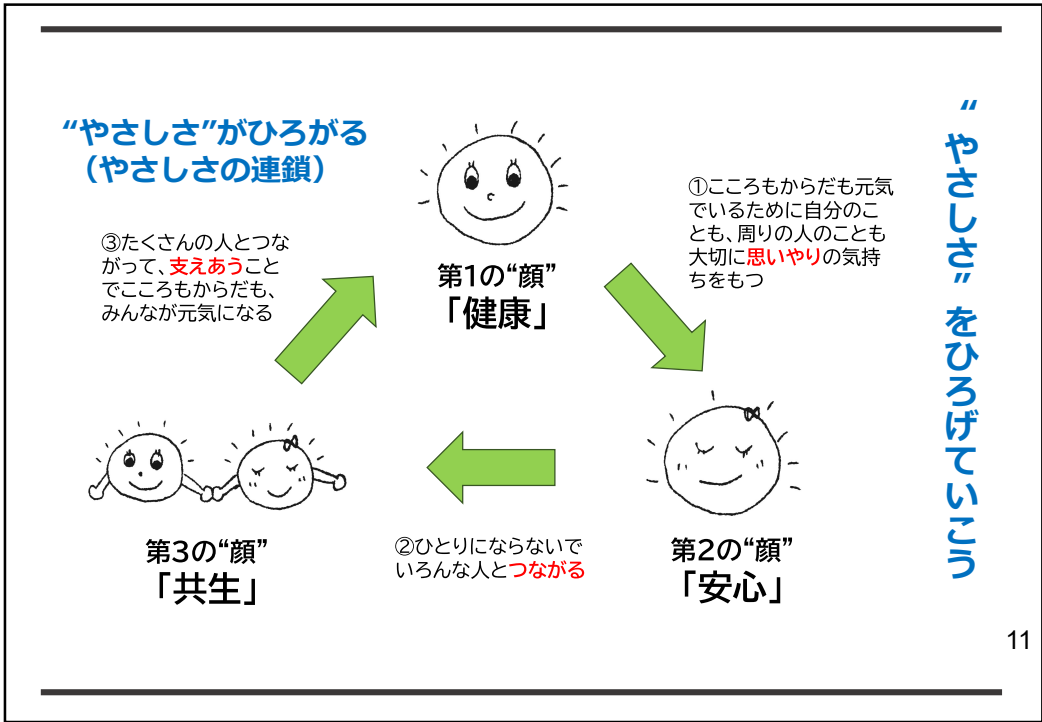 “やさしさ”がひろがる
（やさしさの連鎖）
第1の“顔”
「健康」
①こころもからだも元気
でいるために自分のこ
とも、周りの人のことも
大切に思いやりの気持
ちをもつ
第2の“顔”
「安心」
②ひとりにならないで
いろんな人とつながる
第3の“顔”
「共生」
③たくさんの人とつな
がって、支えあうこと
でこころもからだも、
みんなが元気になる
“やさしさ”をひろげていこう
11